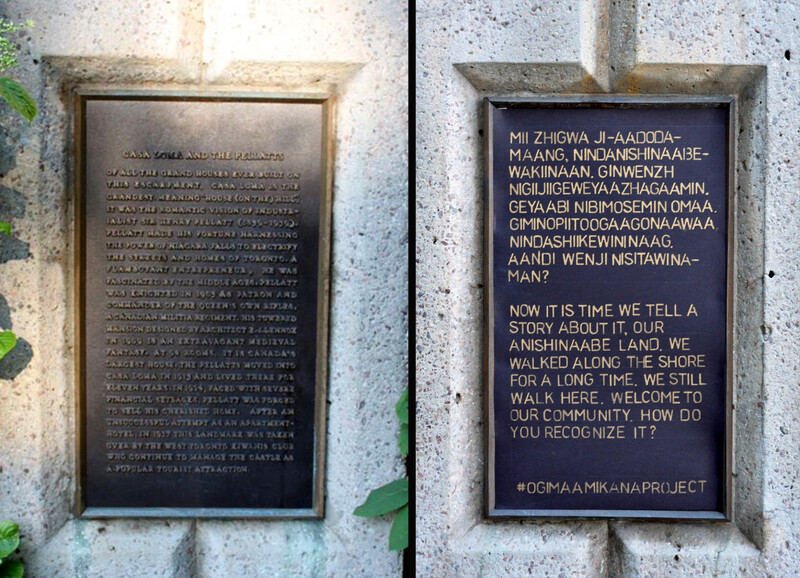 CASA LOMA AND THE PELLATTS
OF ALL THE GRAND HOUSES EVER BUILT ON
THIS ESCARPMENT, CASA LOMA IS THE
GRANDEST MEANING HOUSE (ON THE) HILL,
IT WAS THE ROMANTIC VISION OF INDUSTR-
IALIST SIR HENRY PELLATT (1859-1939).
PELLATT MADE HIS FORTUNE HARNESSING
THE POWER OF NIAGARA FALLS TO ELECTRIFY
THE STREETS AND HOMES OF TORONTO. A
FLAMBOYANT ENTREPRENEUR, HE WAS
FASCINATED BY THE MIDDLE AGES. PELLATT
WAS KNIGHTED IN 1905 AS PATRON AND
COMMANDER OF THE QUEEN'S OWN RIFLES,
A CANADIAN MILITIA REGIMENT. HIS TOWERED
MANSION DESIGNED BY ARCHITECT E.J. LENNOX
IN 1909 IS AN EXTRAVAGANT MEDIEVAL
FANTASY. AT 98 ROOMS, IT IS CANADA'S
LARGEST HOUSE. THE PELLATTS MOVED INTO
CASA LOMA IN 1913 AND LIVED THERE FOR
ELEVEN YEARS. IN 1924, FACED WITH SEVERE
FINANCIAL SETBACKS, PELLATT WAS FORCED
TO SELL HIS CHERISHED HOME. AFTER AN
UNSUCCESSFUL ATTEMPT AS AN APARTMENT-
HOTEL, IN 1937 THIS LANDMARK WAS TAKEN
OVER BY THE WEST TORONTO KIWANIS CLUB
WHO CONTINUE TO MANAGE THE CASTLE AS
A POPULAR TOURIST ATTRACTION.
MII ZHIGWA JI-AADODA-
MAANG, NINDANISHINAABE-
WAKIINAAN. GINWENZH
NIGIIJIIGEWEYAAZHAGAAMIN.
GEYAABI NIBIMOSEMIN OMAA.
GIMINOPIITOOGAAGONAAWAA
NINDASHIIKEWININAAG.
AANDI WENJI NISITAWINA-
MAN?
NOW IT IS TIME WE TELL A
STORY ABOUT IT, OUR
ANISHINAABE LAND. WE
WALKED ALONG THE SHORE
FOR A LONG TIME. WE STILL
WALK HERE. WELCOME TO
OUR COMMUNITY. HOW DO
YOU RECOGNIZE IT?
#OGIMAAMIKANAPROJECT